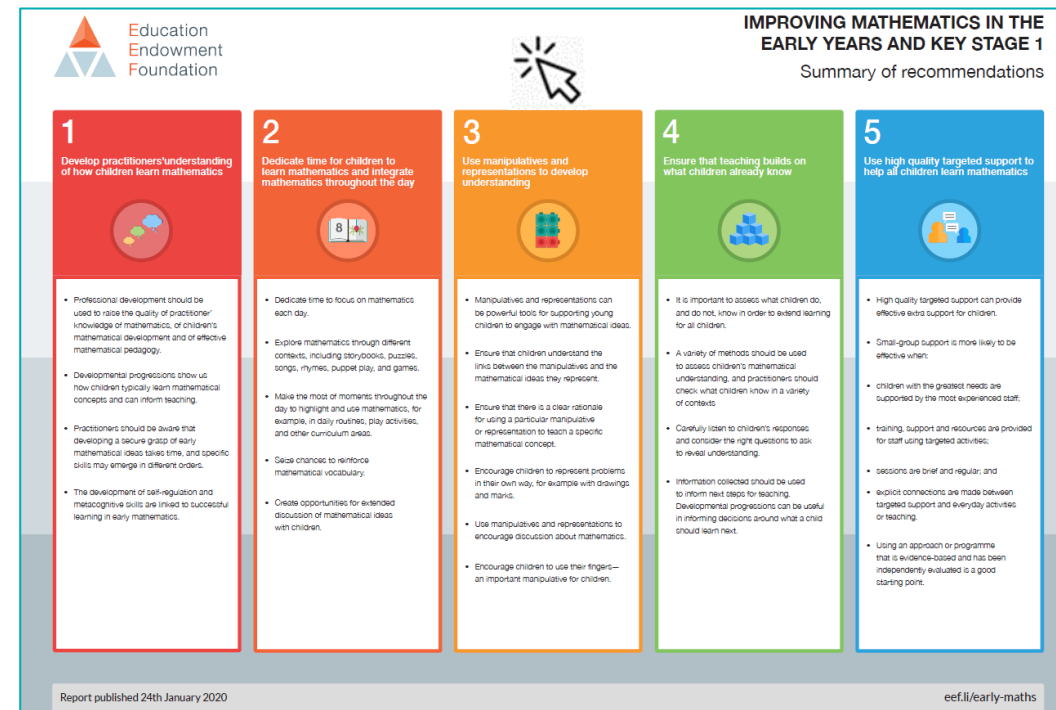 Education
Endowment
Foundation
IMPROVING MATHEMATICS IN THE
EARLY YEARS AND KEY STAGE 1
Summary of recommendations
1
Develop practitioners'understanding
of how children learn mathematics
• Professional development should be
used to raise the quality of practitioner'
knowledge of mathematics, of children's
mathematical development and of effective
mathematical pedagogy.
• Developmental progressions show us
how children typically learn mathematical
concepts and can inform teaching.
• Practitioners should be aware that
developing a secure grasp of early
mathematical ideas takes time, and specific
skills may emerge in different orders.
• The development of self-regulation and
metacognitive skills are linked to successful
learning in early mathematics.
2
Dedicate time for children to
learn mathematics and integrate
mathematics throughout the day
8
• Dedicate time to focus on mathematics
each day.
• Explore mathematics through different
contexts, including storybooks, puzzles,
songs, rhymes, puppet play, and games.
• Make the most of moments throughout the
day to highlight and use mathematics, for
example, in daily routines, play activities,
and other curriculum areas.
• Seize chances to reinforce
mathematical vocabulary.
• Create opportunities for extended
discussion of mathematical ideas
with children.
3
Use manipulatives and
representations to develop
understanding
• Manipulatives and representations can
be powerful tools for supporting young
children to engage with mathematical ideas.
• Ensure that children understand the
links between the manipulatives and the
mathematical ideas they represent.
• Ensure that there is a clear rationale
for using a particular manipulative
or representation to teach a specific
mathematical concept.
• Encourage children to represent problems
in their own way, for example with drawings
and marks.
• Use manipulatives and representations to
encourage discussion about mathematics.
• Encourage children to use their fingers—
an important manipulative for children.
4
Ensure that teaching builds on
what children already know
• It is important to assess what children do,
and do not, know in order to extend learning
for all children.
• A variety of methods should be used
to assess children's mathematical
understanding, and practitioners should
check what children know in a variety
of contexts
• Carefully listen to children's responses
and consider the right questions to ask
to reveal understanding.
• Information collected should be used
to inform next steps for teaching.
Developmental progressions can be useful
in informing decisions around what a child
should learn next.
5
Use high quality targeted support to
help all children learn mathematics
• High quality targeted support can provide
effective extra support for children.
• Small-group support is more likely to be
effective when:
• children with the greatest needs are
supported by the most experienced staff;
• training, support and resources are provided
for staff using targeted activities;
• sessions are brief and regular; and
• explicit connections are made between
targeted support and everyday activities
or teaching.
• Using an approach or programme
that is evidence-based and has been
independently evaluated is a good
starting point.
Report published 24th January 2020
eef.li/early-maths